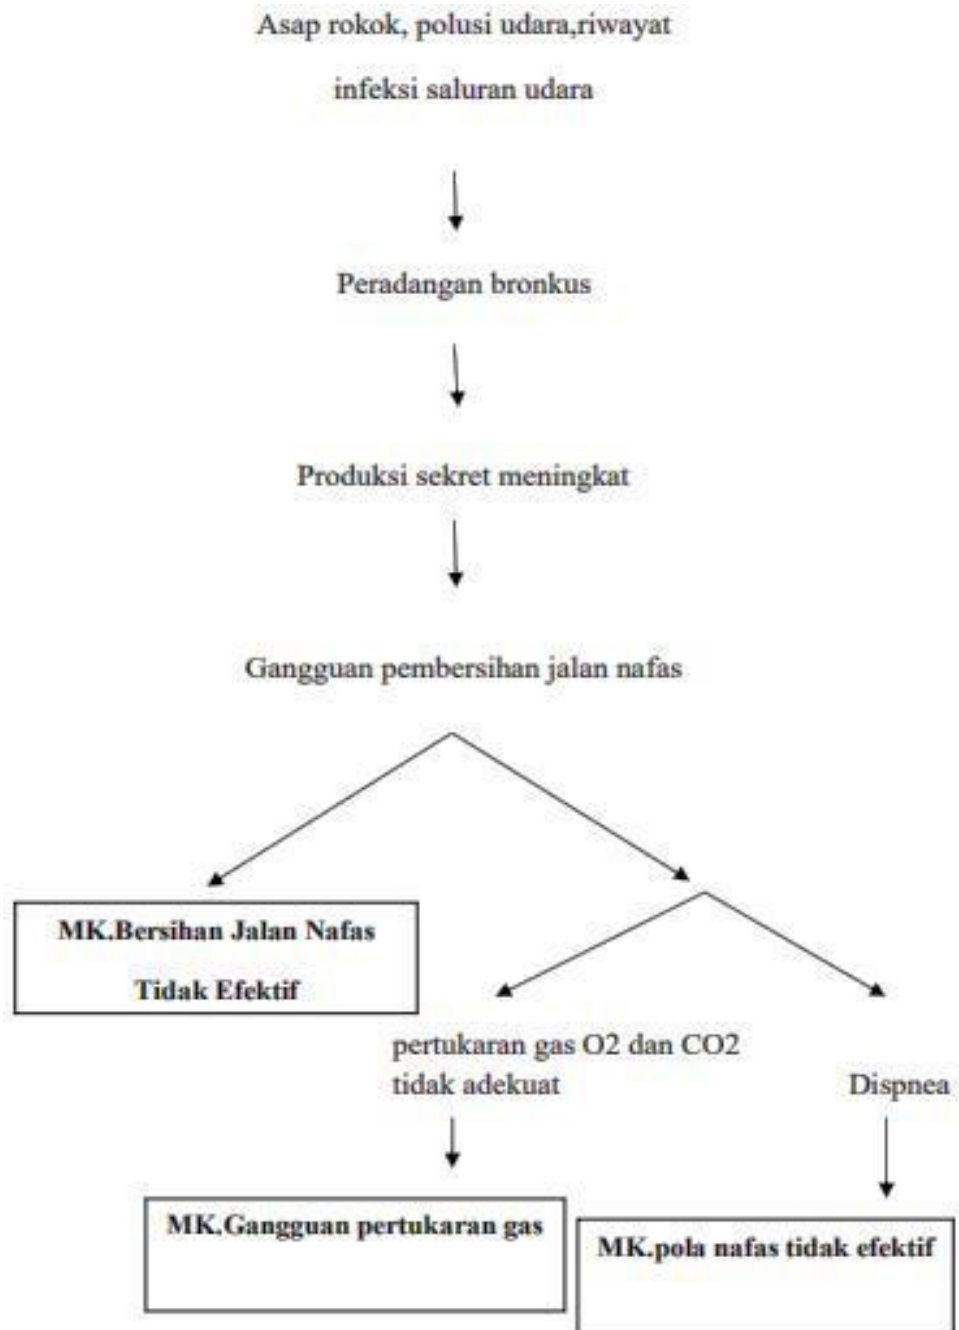 Asap rokok, polusi udara,riwayat
infeksi saluran udara
Peradangan bronkus
Produksi sekret meningkat
Gangguan pembersihan jalan nafas
MK.Bersihan Jalan Nafas
Tidak Efektif
pertukaran gas O2 dan CO2
tidak adekuat
Dispnea
MK.Gangguan pertukaran gas
MK.pola nafas tidak efektif